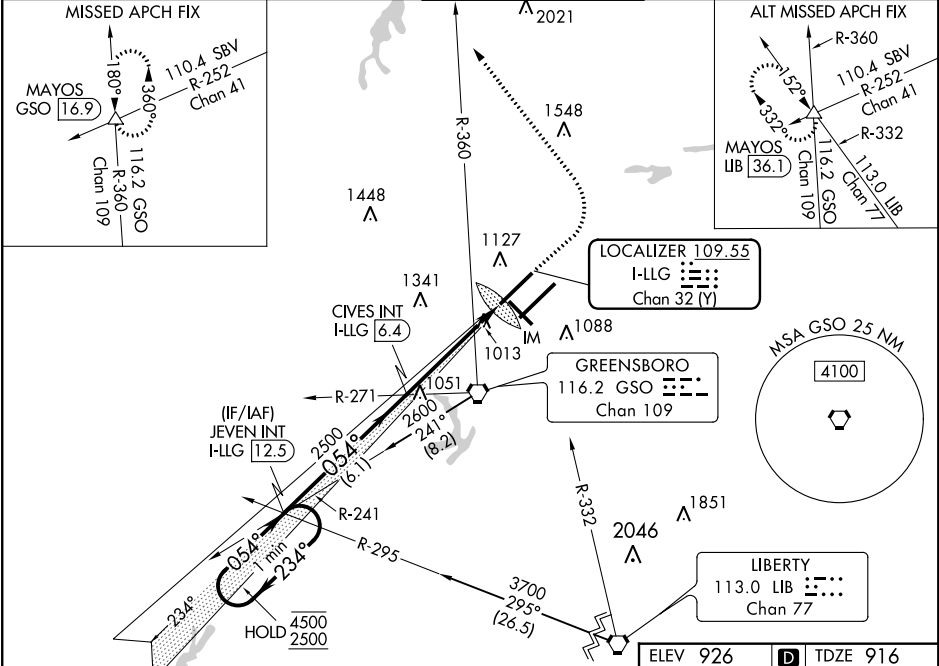 MISSED APCH FIX
180°
360°
110.4 SBV
R-252
Chan 41
MAYOS
GSO 16.9
116.2 GSO
R-360
Chan 109
2021
R-360
1548
1448
1127
1341
ALT MISSED APCH FIX
R-360
152°
332°
110.4 SBV
R-252
Chan 41
R-332
MAYOS
LIB 36.1
116.2 GSO
Chan 109
113.0 LIB
Chan 77
LOCALIZER 109.55
I-LLG
Chan 32 (Y)
CIVES INT
I-LLG 6.4
IM
1013
1088
GREENSBORO
116.2 GSO
Chan 109
MSA GSO 25 NM
4100
R-271
1051
2600
241°
(8.2)
(IF/IAF)
JEVEN INT
I-LLG 12.5
2500
054°
(6.1)
R-241
R-295
054°
1 min
234°
234°
HOLD 4500
2500
R-332
1851
2046
3700
295°
(26.5)
LIBERTY
113.0 LIB
Chan 77
ELEV 926 D TDZE 916